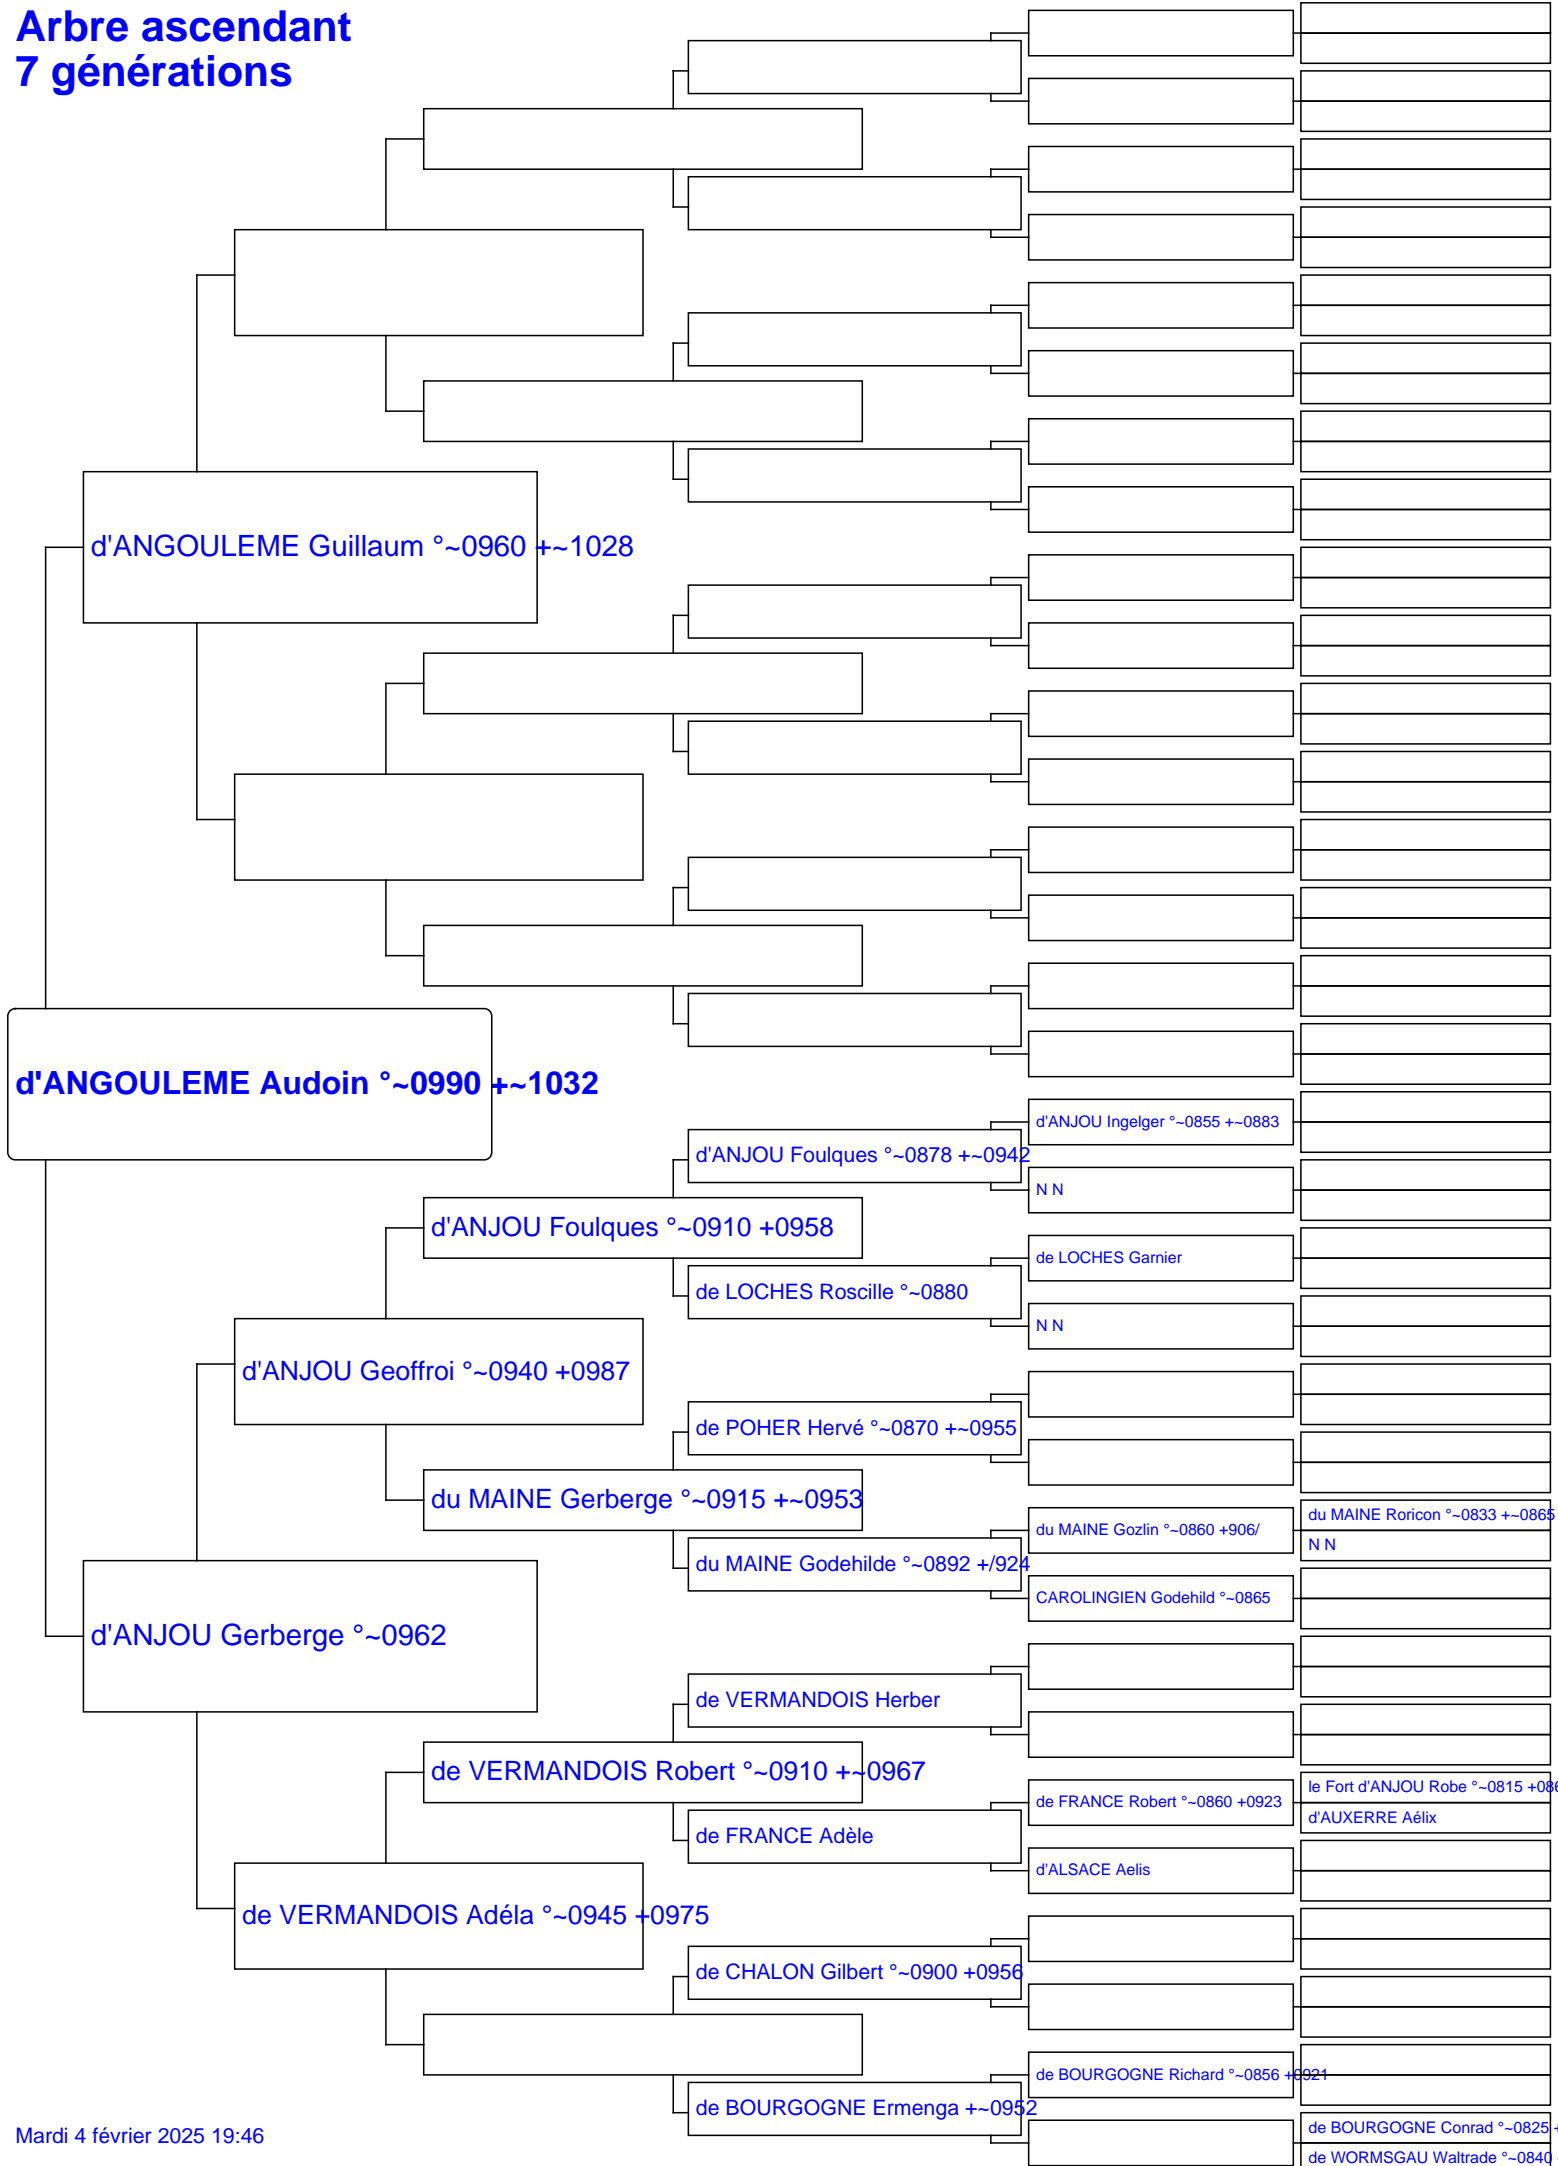 Arbre ascendant
7 générations
d'ANGOULEME Guillaum °~0960 +~1028
d'ANGOULEME Audoin °~0990 +~1032
d'ANJOU Ingelger °~0855 +~0883
d'ANJOU Foulques °~0878 +~0942
N N
d'ANJOU Foulques °~0910 +0958
de LOCHES Garnier
de LOCHES Roscille °~0880
N N
d'ANJOU Geoffroi °~0940 +0987
de POHER Hervé °~0870 +~0955
du MAINE Gerberge °~0915 +~0953
du MAINE Roricon °~0833 +~0865
du MAINE Gozlin °~0860 +906/
N N
du MAINE Godehilde °~0892 +/924
CAROLINGIEN Godehild °~0865
d'ANJOU Gerberge °~0962
de VERMANDOIS Herber
de VERMANDOIS Robert °~0910 +~0967
le Fort d'ANJOU Robe °~0815 +086
de FRANCE Robert °~0860 +0923
d'AUXERRE Aélix
de FRANCE Adèle
d'ALSACE Aelis
de VERMANDOIS Adéla °~0945 +0975
de CHALON Gilbert °~0900 +0956
de BOURGOGNE Richard °~0856 +0921
de BOURGOGNE Ermenga +~0952
de BOURGOGNE Conrad °~0825 +
de WORMSGAU Waltrade °~0840
Mardi 4 février 2025 19:46